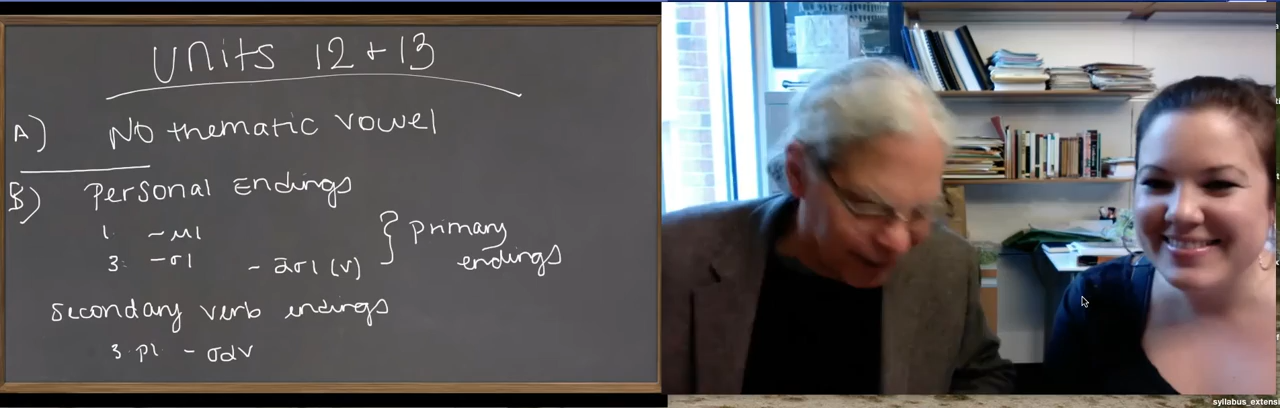 Units 12 + 13
A) No thematic vowel
B) Personal Endings
1. -μι
3. -σι -ᾱσι (ν) } primary endings
secondary verb endings
3. pl. - σαν
syllabus_extensi